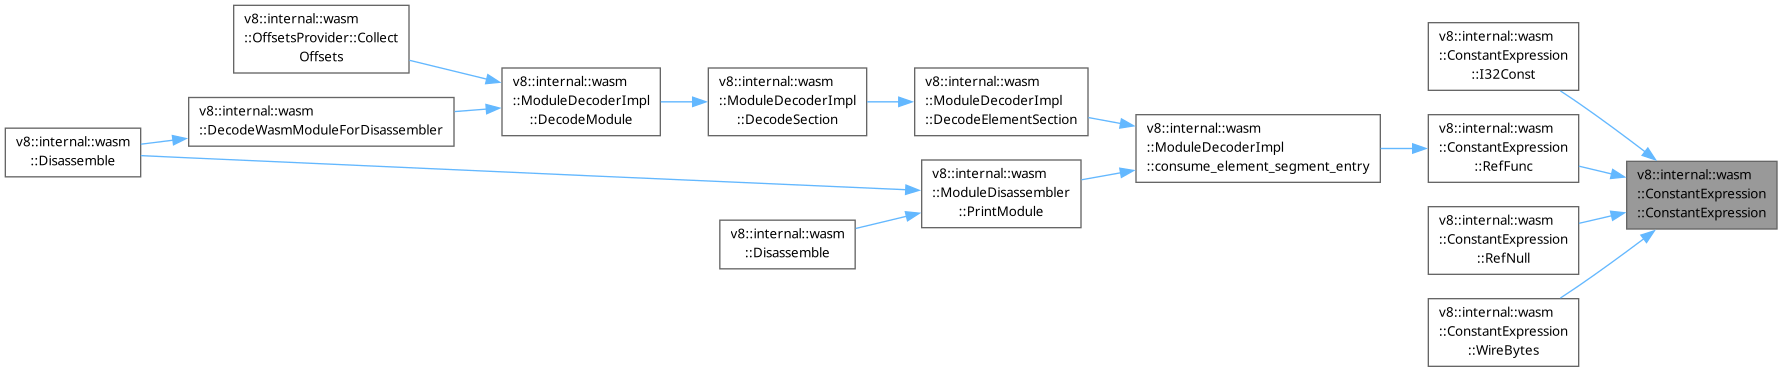 v8::internal::wasm
::OffsetsProvider::Collect
Offsets
v8::internal::wasm
::DecodeWasmModuleForDisassembler
v8::internal::wasm
::Disassemble
v8::internal::wasm
::ModuleDecoderImpl
::DecodeModule
v8::internal::wasm
::ModuleDecoderImpl
::DecodeSection
v8::internal::wasm
::ModuleDecoderImpl
::DecodeElementSection
v8::internal::wasm
::ModuleDisassembler
::PrintModule
v8::internal::wasm
::Disassemble
v8::internal::wasm
::ModuleDecoderImpl
::consume_element_segment_entry
v8::internal::wasm
::ConstantExpression
::I32Const
v8::internal::wasm
::ConstantExpression
::RefFunc
v8::internal::wasm
::ConstantExpression
::RefNull
v8::internal::wasm
::ConstantExpression
::WireBytes
v8::internal::wasm
::ConstantExpression
::ConstantExpression